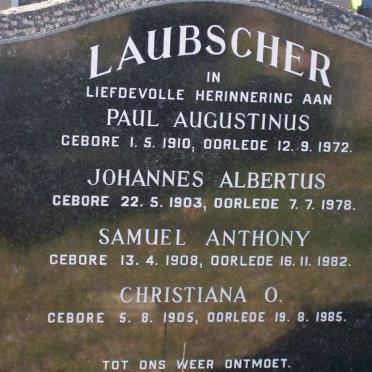 LAUBSCHER
IN
LIEFDEVOLLE HERINNERING AAN
PAUL AUGUSTINUS
GEBORE 1. 5. 1910, OORLEDE 12. 9. 1972.
JOHANNES ALBERTUS
GEBORE 22. 5. 1903, OORLEDE 7. 7. 1978.
SAMUEL ANTHONY
GEBORE 13. 4. 1908, OORLEDE 16. 11. 1982.
CHRISTIANA O.
GEBORE 5. 8. 1905, OORLEDE 19. 8. 1985.
TOT ONS WEER ONTMOET.